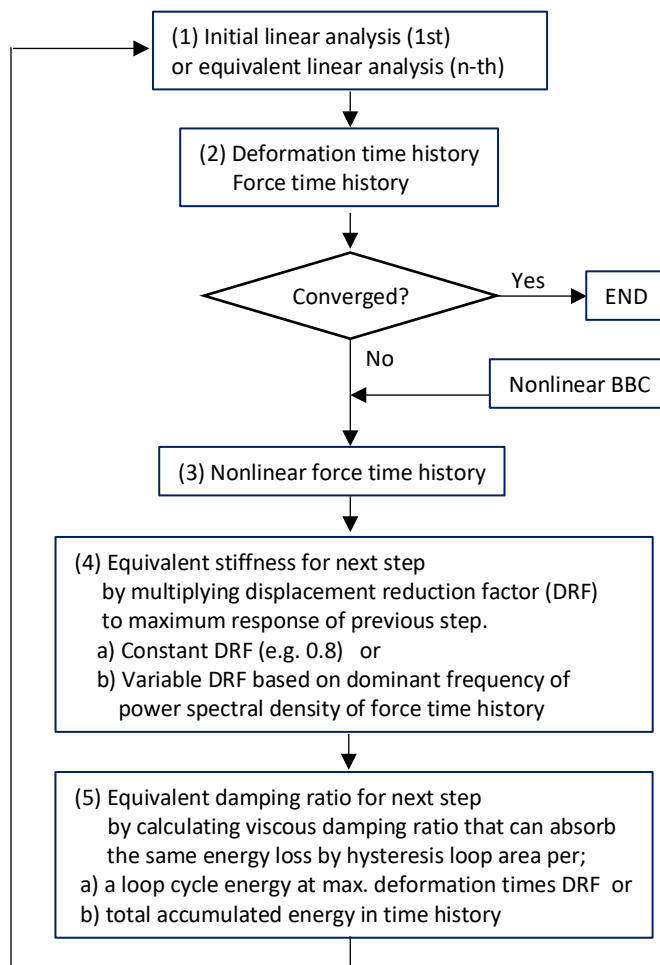 (1) Initial linear analysis (1st)
or equivalent linear analysis (n-th)
(2) Deformation time history
Force time history
Converged?
Yes
END
No
Nonlinear BBC
(3) Nonlinear force time history
(4) Equivalent stiffness for next step
by multiplying displacement reduction factor (DRF)
to maximum response of previous step.
a) Constant DRF (e.g. 0.8) or
b) Variable DRF based on dominant frequency of
power spectral density of force time history
(5) Equivalent damping ratio for next step
by calculating viscous damping ratio that can absorb
the same energy loss by hysteresis loop area per;
a) a loop cycle energy at max. deformation times DRF or
b) total accumulated energy in time history